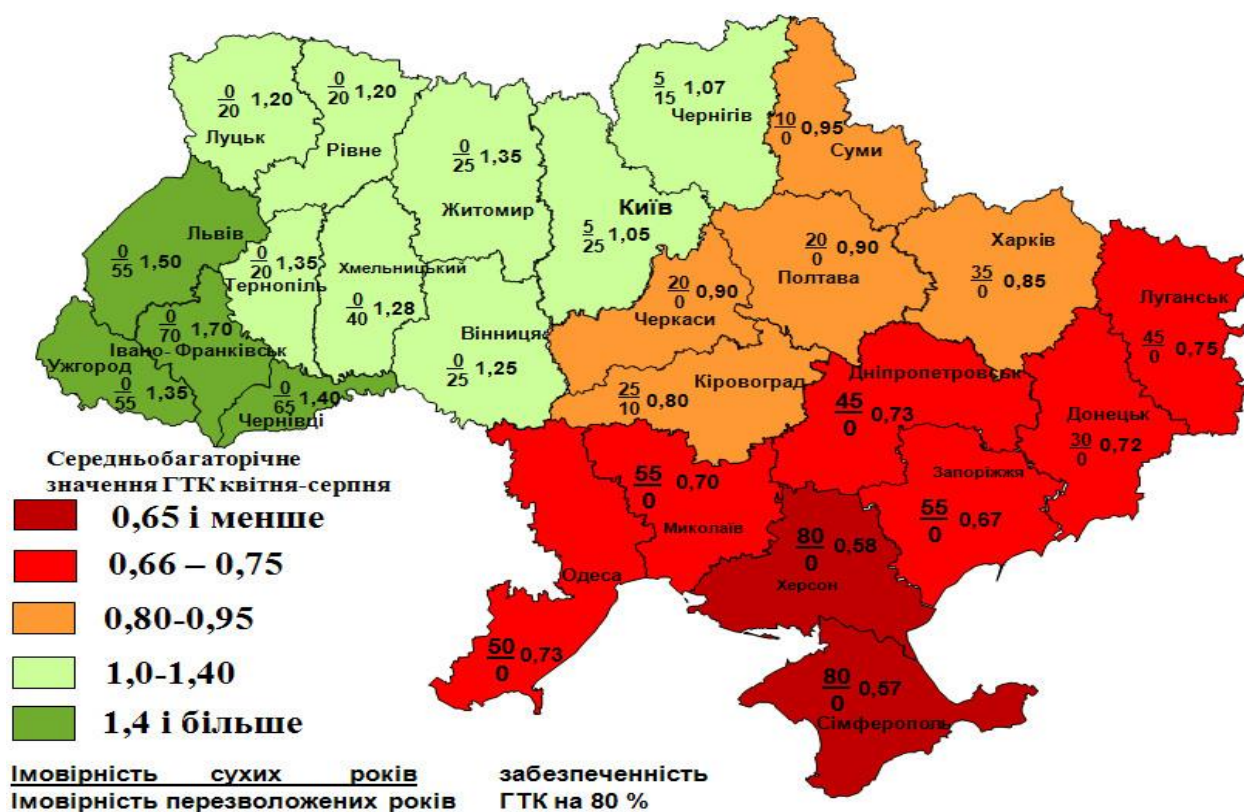 0
20 1,20
Луцьк
0
20 1,20
Рівне
0
25 1,35
Житомир
5
15 1,07
Чернігів
10
0 0,95
Суми
Київ
5
25 1,05
Львів
0
55 1,50
0
20 1,35
Тернопіль
Хмельницький
0
40 1,28
Вінниця
0
25 1,25
20
0 0,90
Черкаси
20
0 0,90
Полтава
Харків
35
0 0,85
Луганськ
45
0 0,75
0
70 1,70
Івано-Франківськ
Ужгород
0
55 1,35
0
65 1,40
Чернівці
Кіровоград
25
10 0,80
Дніпропетровськ
45
0 0,73
Донецьк
30
0 0,72
Запоріжжя
55
0 0,67
55
0 0,70
Миколаїв
80
0 0,58
Херсон
Одеса
50
0 0,73
80
0 0,57
Сімферополь
Середньобагаторічне
значення ГТК квітня-серпня
0,65 і менше
0,66 – 0,75
0,80-0,95
1,0-1,40
1,4 і більше
Імовірність сухих років забезпеченність
Імовірність перезволожених років ГТК на 80 %